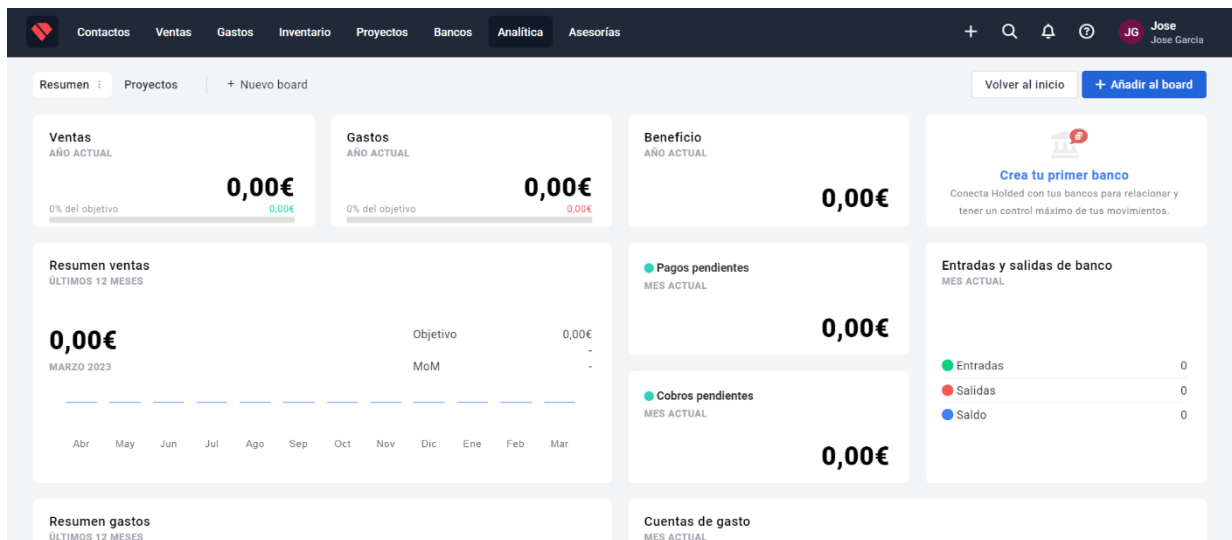 Contactos Ventas Gastos Inventario Proyectos Bancos Analítica Asesorías
JG Jose
Jose Garcia
Resumen Proyectos + Nuevo board Volver al inicio + Añadir al board
Ventas
AÑO ACTUAL
0,00€
0% del objetivo 0,00€
Gastos
AÑO ACTUAL
0,00€
0% del objetivo 0,00€
Beneficio
AÑO ACTUAL
0,00€
Crea tu primer banco
Conecta Holded con tus bancos para relacionar y
tener un control máximo de tus movimientos.
Resumen ventas
ÚLTIMOS 12 MESES
0,00€
MARZO 2023
Objetivo 0,00€
-
MoM -
Abr May Jun Jul Ago Sep Oct Nov Dic Ene Feb Mar
Pagos pendientes
MES ACTUAL
0,00€
Cobros pendientes
MES ACTUAL
0,00€
Entradas y salidas de banco
MES ACTUAL
Entradas 0
Salidas 0
Saldo 0
Resumen gastos
ÚLTIMOS 12 MESES
Cuentas de gasto
MES ACTUAL